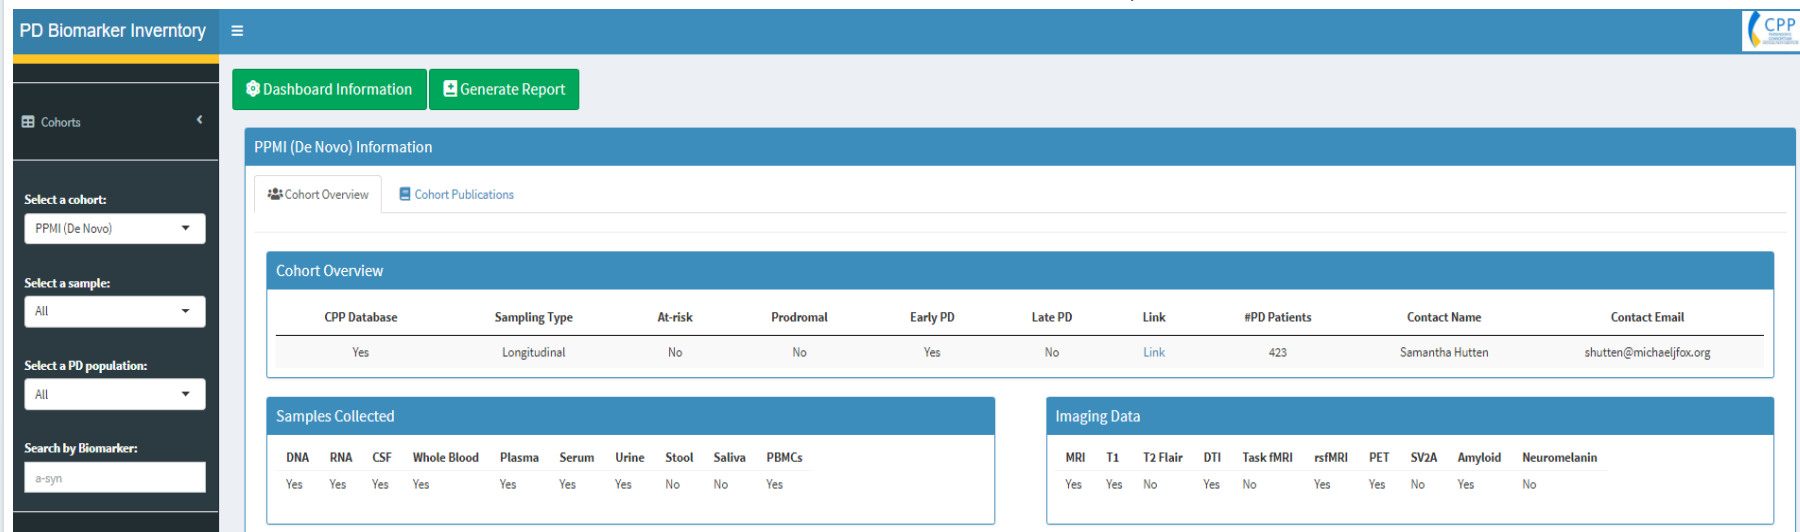 PD Biomarker Inverntory
CPP
Dashboard Information
Generate Report
Cohorts
PPMI (De Novo) Information
Cohort Overview
Cohort Publications
Select a cohort:
PPMI (De Novo)
Select a sample:
All
Select a PD population:
All
Search by Biomarker:
a-syn
Cohort Overview
CPP Database Sampling Type At-risk Prodromal Early PD Late PD Link #PD Patients Contact Name Contact Email
Yes Longitudinal No No Yes No Link 423 Samantha Hutten shutten@michaeljfox.org
Samples Collected
DNA RNA CSF Whole Blood Plasma Serum Urine Stool Saliva PBMCs
Yes Yes Yes Yes Yes Yes Yes No No Yes
Imaging Data
MRI T1 T2 Flair DTI Task fMRI rsfMRI PET SV2A Amyloid Neuromelanin
Yes Yes No Yes No Yes Yes No Yes No